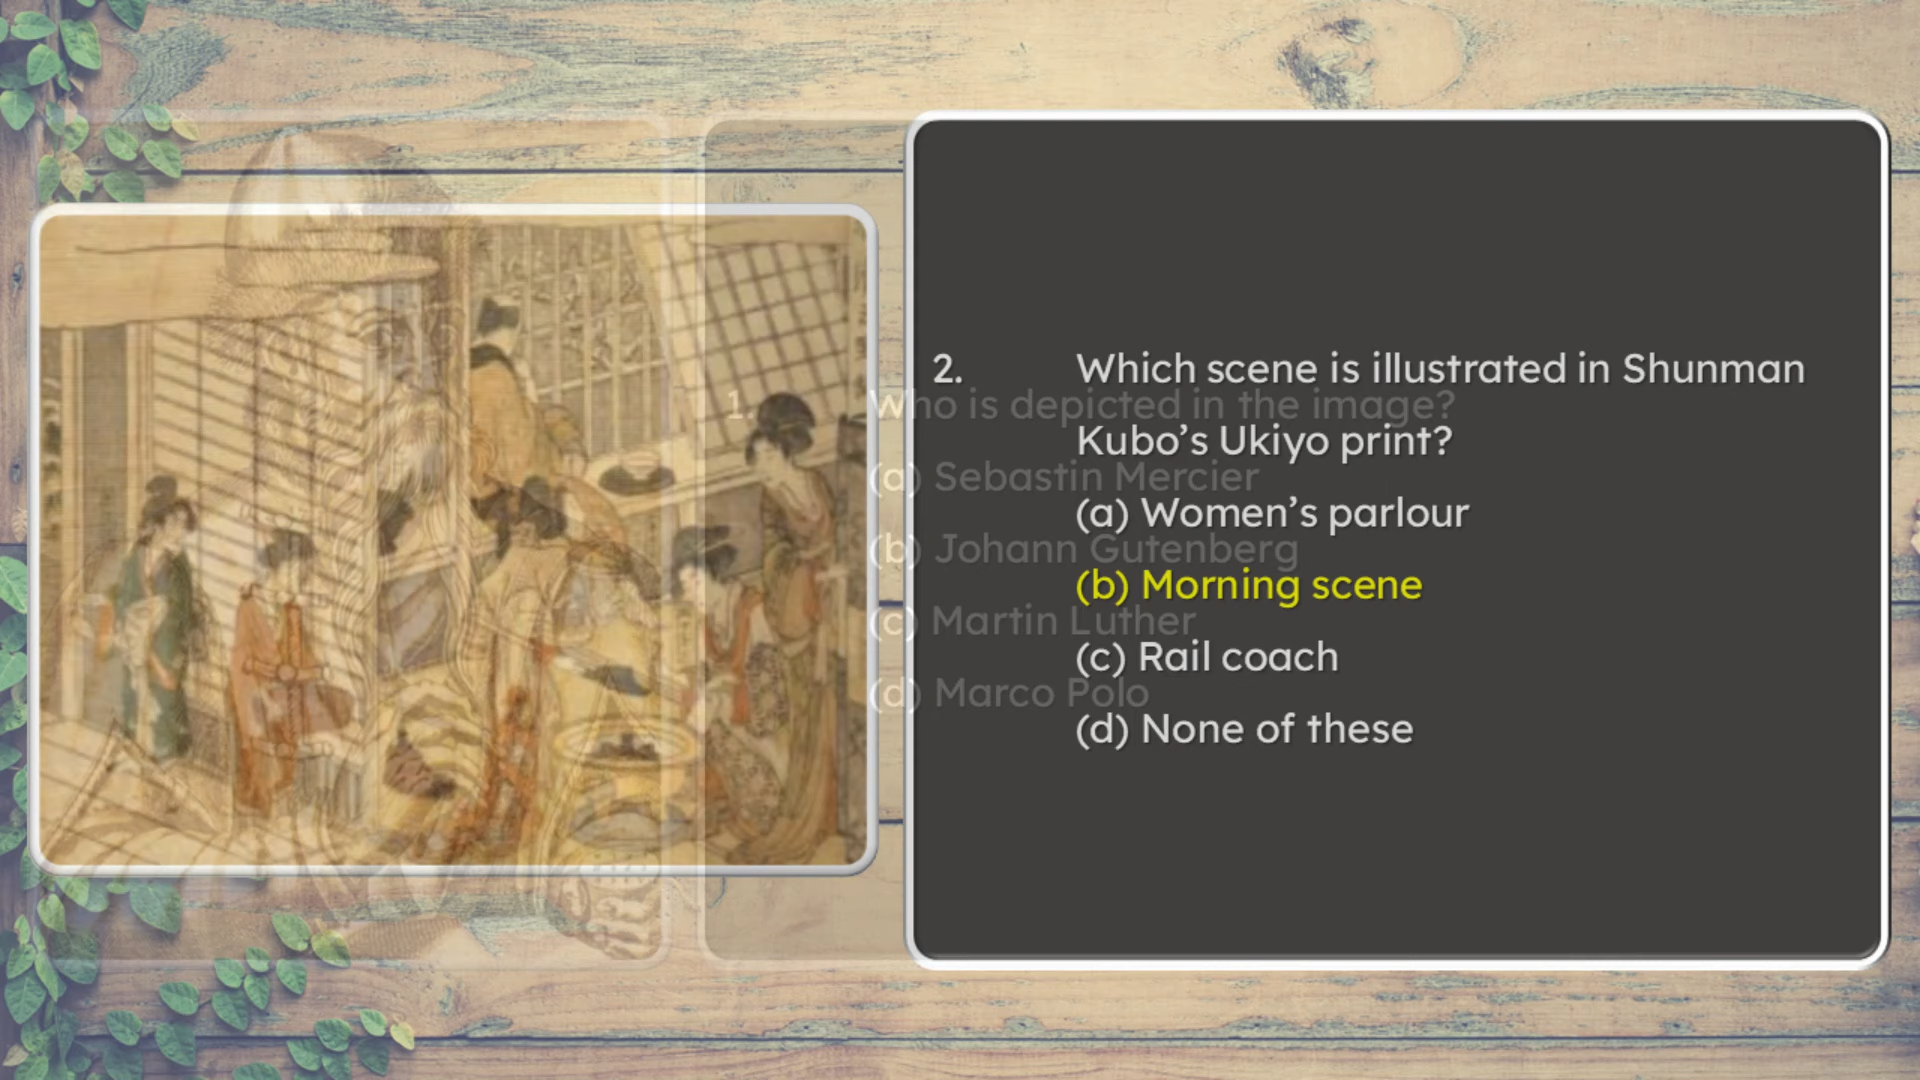 2. Which scene is illustrated in Shunman
Kubo’s Ukiyo print?
(a) Women’s parlour
(b) Morning scene
(c) Rail coach
(d) None of these
1. Who is depicted in the image?
(a) Sebastin Mercier
(b) Johann Gutenberg
(c) Martin Luther
(d) Marco Polo